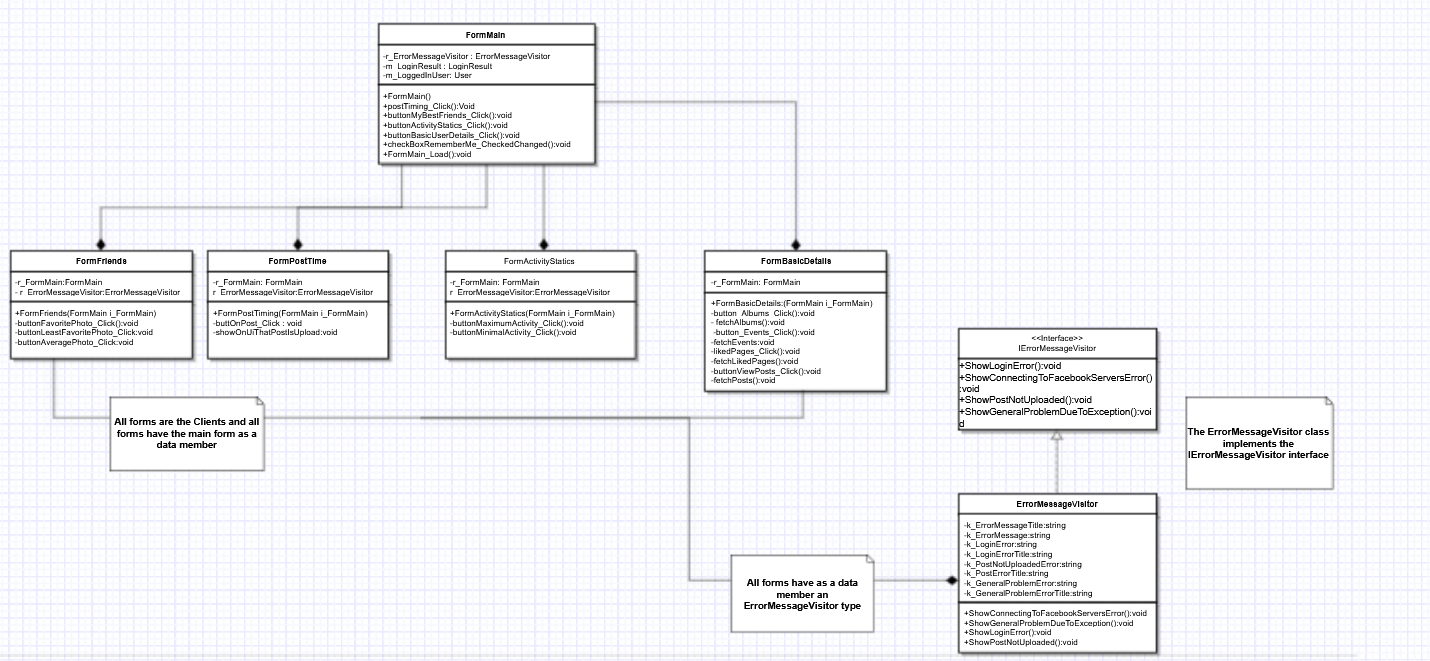 FormMain
-r_ErrorMessageVisitor : ErrorMessageVisitor
-m_LoginResult : LoginResult
-m_LoggedInUser: User
+FormMain()
+postTiming_Click():Void
+buttonMyBestFriends_Click():void
+buttonActivityStatics_Click():void
+buttonBasicUserDetails_Click():void
+checkBoxRememberMe_CheckedChanged():void
+FormMain_Load():void
FormFriends
-r_FormMain:FormMain
- r_ErrorMessageVisitor:ErrorMessageVisitor
+FormFriends(FormMain i_FormMain)
-buttonFavoritePhoto_Click():void
-buttonLeastFavoritePhoto_Click:void
-buttonAveragePhoto_Click:void
FormPostTime
-r_FormMain: FormMain
r_ErrorMessageVisitor:ErrorMessageVisitor
+FormPostTiming(FormMain i_FormMain)
-buttOnPost_Click : void
-showOnUiThatPostIsUpload:void
FormActivityStatics
-r_FormMain: FormMain
r_ErrorMessageVisitor:ErrorMessageVisitor
+FormActivityStatics(FormMain i_FormMain)
-buttonMaximumActivity_Click():void
-buttonMinimalActivity_Click():void
FormBasicDetails
-r_FormMain: FormMain
+FormBasicDetails:(FormMain i_FormMain)
-button_Albums_Click():void
- fetchAlbums():void
-button_Events_Click():void
-fetchEvents:void
-likedPages_Click():void
-fetchLikedPages():void
-buttonViewPosts_Click():void
-fetchPosts():void
<<Interface>>
IErrorMessageVisitor
+ShowLoginError():void
+ShowConnectingToFacebookServersError()
:void
+ShowPostNotUploaded():void
+ShowGeneralProblemDueToException():voi
d
All forms are the Clients and all
forms have the main form as a
data member
The ErrorMessageVisitor class
implements the
IErrorMessageVisitor interface
ErrorMessageVisitor
-k_ErrorMessageTitle:string
-k_ErrorMessage:string
-k_LoginError:string
-k_LoginErrorTitle:string
-k_PostNotUploadedError:string
-k_PostErrorTitle:string
-k_GeneralProblemError:string
-k_GeneralProblemErrorTitle:string
+ShowConnectingToFacebookServersError():void
+ShowGeneralProblemDueToException():void
+ShowLoginError():void
+ShowPostNotUploaded():void
All forms have as a data
member an
ErrorMessageVisitor type